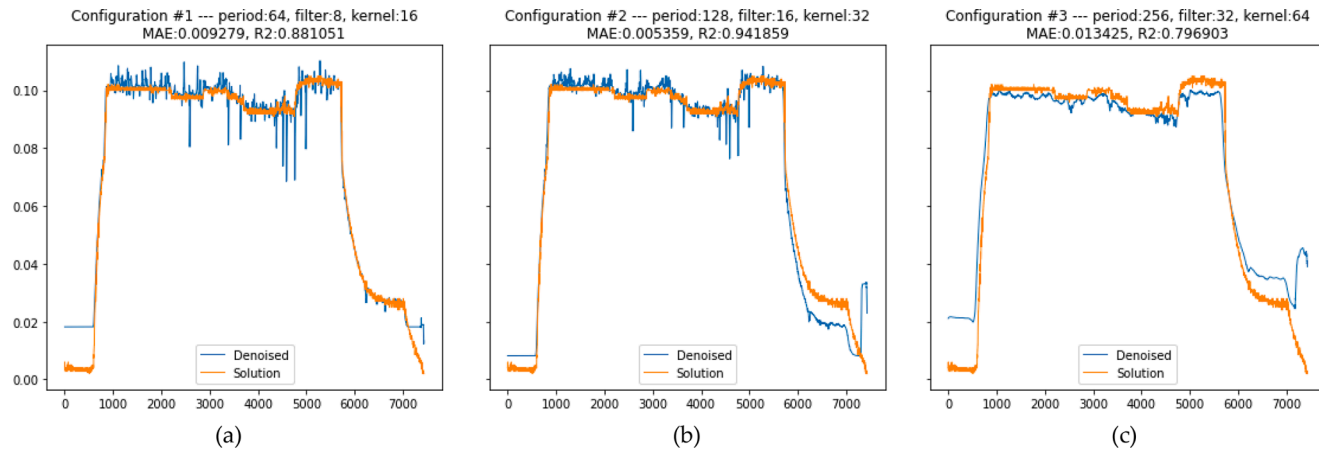 Configuration #1 --- period:64, filter:8, kernel:16
MAE:0.009279, R2:0.881051
Configuration #2 --- period:128, filter:16, kernel:32
MAE:0.005359, R2:0.941859
Configuration #3 --- period:256, filter:32, kernel:64
MAE:0.013425, R2:0.796903
0.10
0.08
0.06
0.04
0.02
0.00
Denoised
Solution
Denoised
Solution
Denoised
Solution
0 1000 2000 3000 4000 5000 6000 7000
0 1000 2000 3000 4000 5000 6000 7000
0 1000 2000 3000 4000 5000 6000 7000
(a)
(b)
(c)